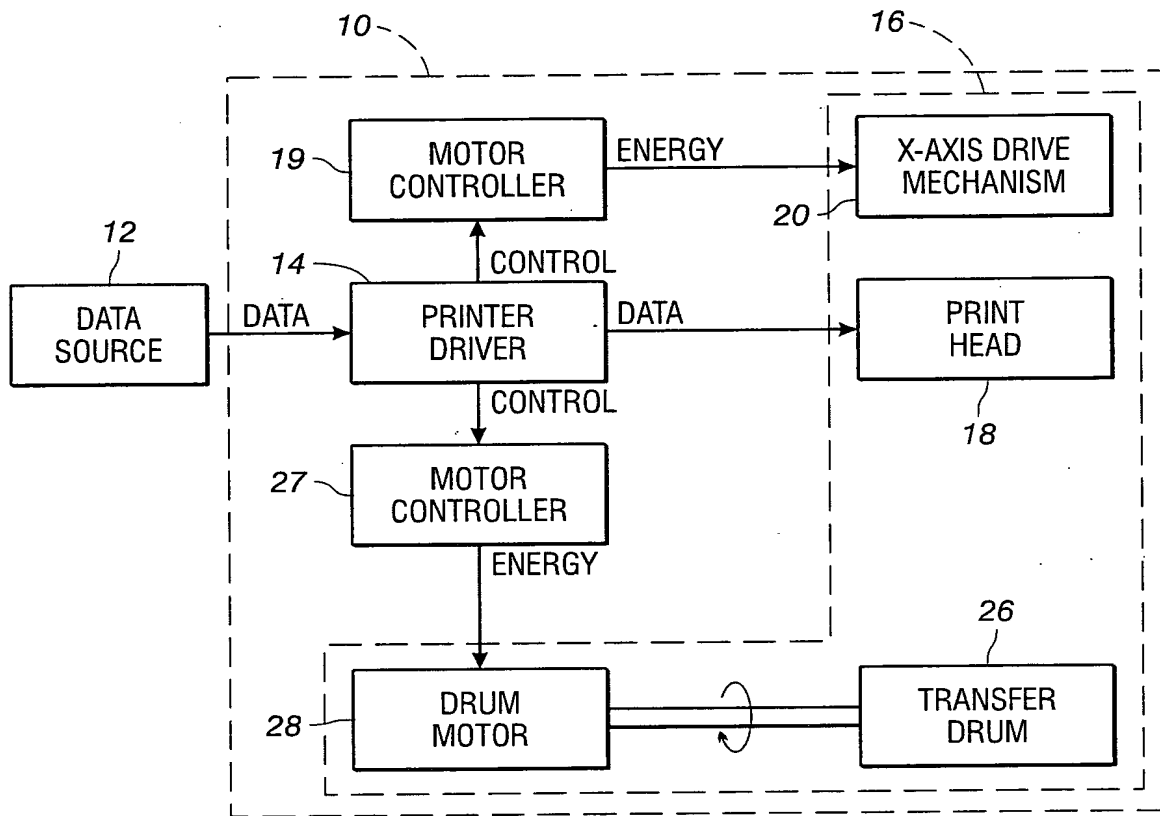 10
16
19
MOTOR
CONTROLLER
ENERGY
X-AXIS DRIVE
MECHANISM
20
12
14
CONTROL
DATA
SOURCE
DATA
PRINTER
DRIVER
DATA
PRINT
HEAD
CONTROL
18
27
MOTOR
CONTROLLER
ENERGY
26
28
DRUM
MOTOR
TRANSFER
DRUM